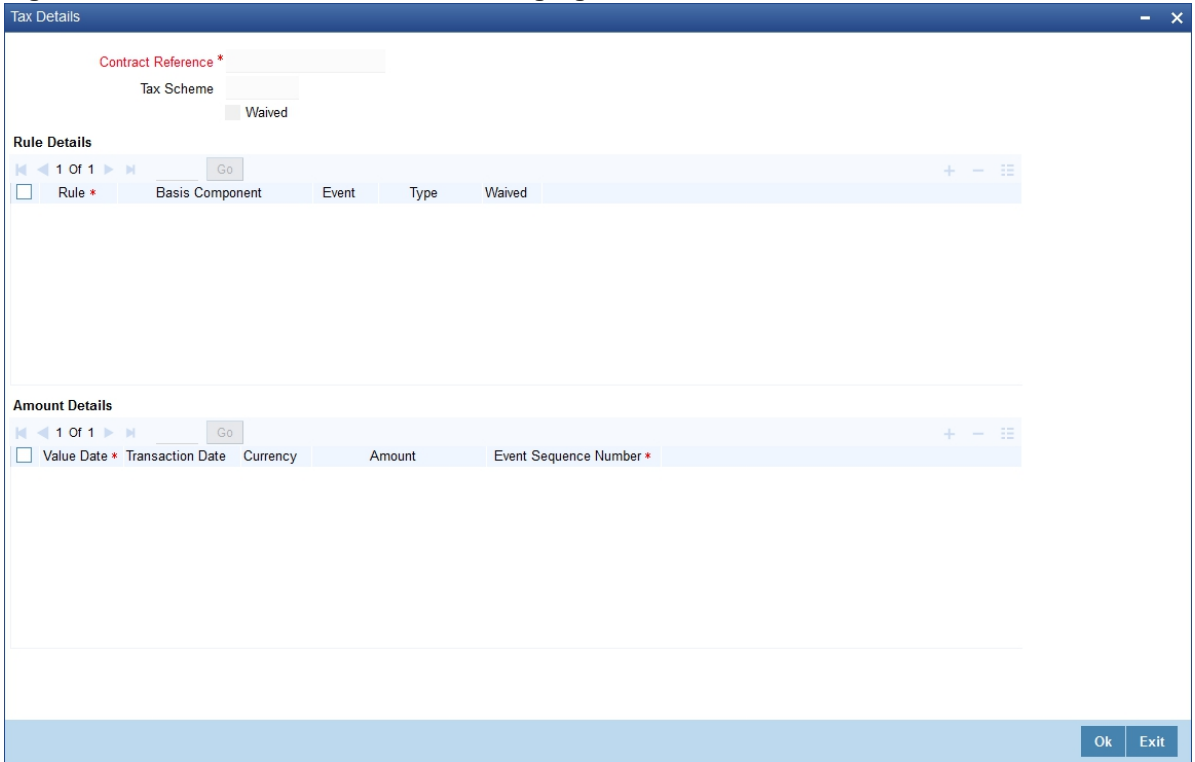 Tax Details
Contract Reference *
Tax Scheme
Waived
Rule Details
1 Of 1 Go
Rule * Basis Component Event Type Waived
Amount Details
1 Of 1 Go
Value Date * Transaction Date Currency Amount Event Sequence Number *
Ok Exit